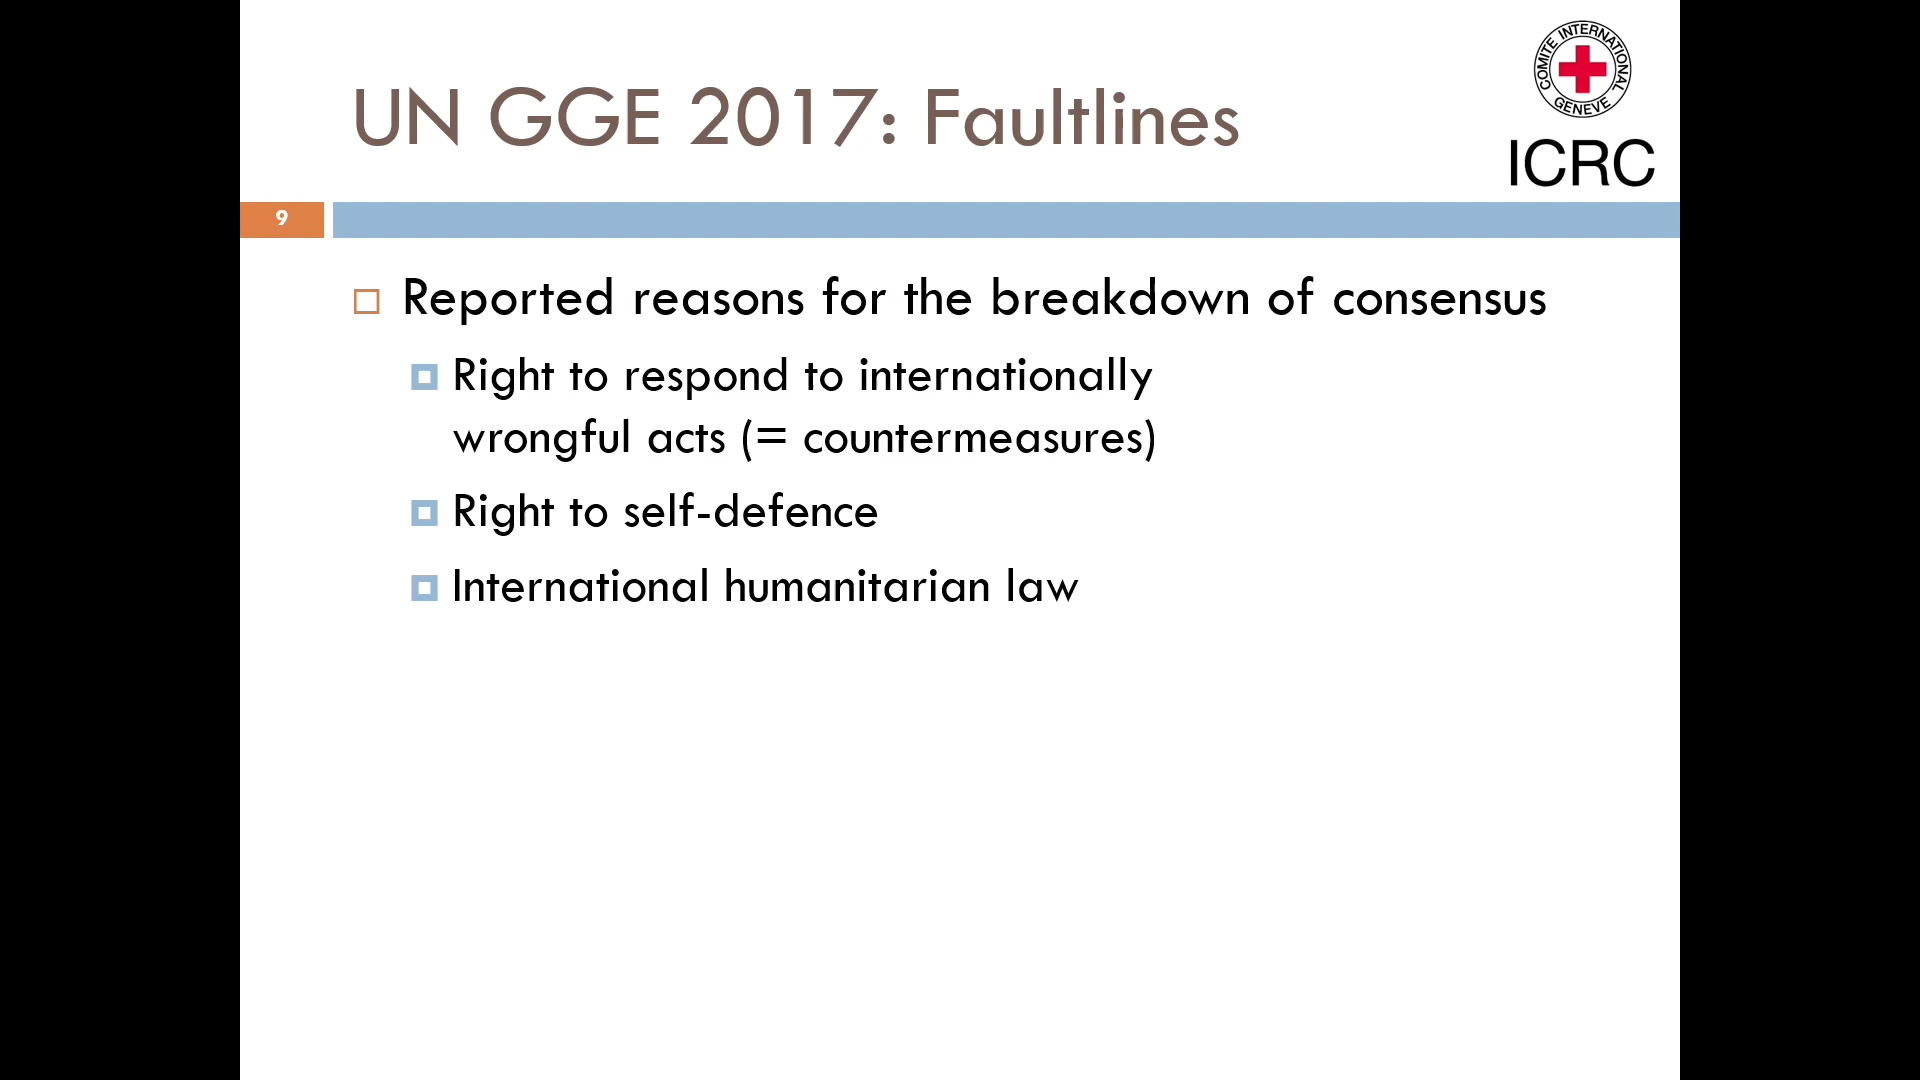 UN GGE 2017: Faultlines
COMITE INTERNATIONAL
GENEVE
ICRC
9
Reported reasons for the breakdown of consensus
Right to respond to internationally
wrongful acts (= countermeasures)
Right to self-defence
International humanitarian law